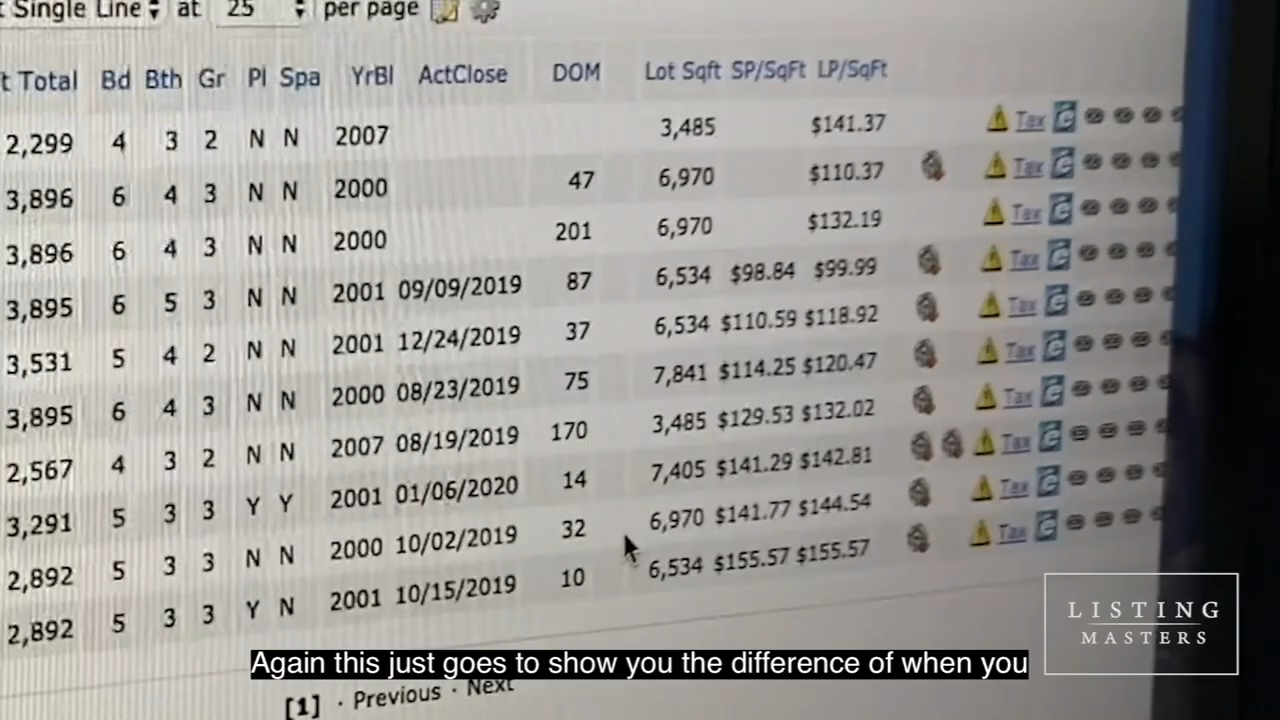 t Single Line at 25 per page
t Total Bd Bth Gr Pl Spa YrBl ActClose DOM Lot Sqft SP/SqFt LP/SqFt
2,299 4 3 2 N N 2007 3,485 $141.37 Tax
3,896 6 4 3 N N 2000 47 6,970 $110.37 Tax
3,896 6 4 3 N N 2000 201 6,970 $132.19 Tax
3,895 6 5 3 N N 2001 09/09/2019 87 6,534 $98.84 $99.99 Tax
3,531 5 4 2 N N 2001 12/24/2019 37 6,534 $110.59 $118.92 Tax
3,895 6 4 3 N N 2000 08/23/2019 75 7,841 $114.25 $120.47 Tax
2,567 4 3 2 N N 2007 08/19/2019 170 3,485 $129.53 $132.02 Tax
3,291 5 3 3 Y Y 2001 01/06/2020 14 7,405 $141.29 $142.81 Tax
2,892 5 3 3 N N 2000 10/02/2019 32 6,970 $141.77 $144.54 Tax
2,892 5 3 3 Y N 2001 10/15/2019 10 6,534 $155.57 $155.57 Tax
LISTING
MASTERS
Again this just goes to show you the difference of when you
[1] · Previous · Next